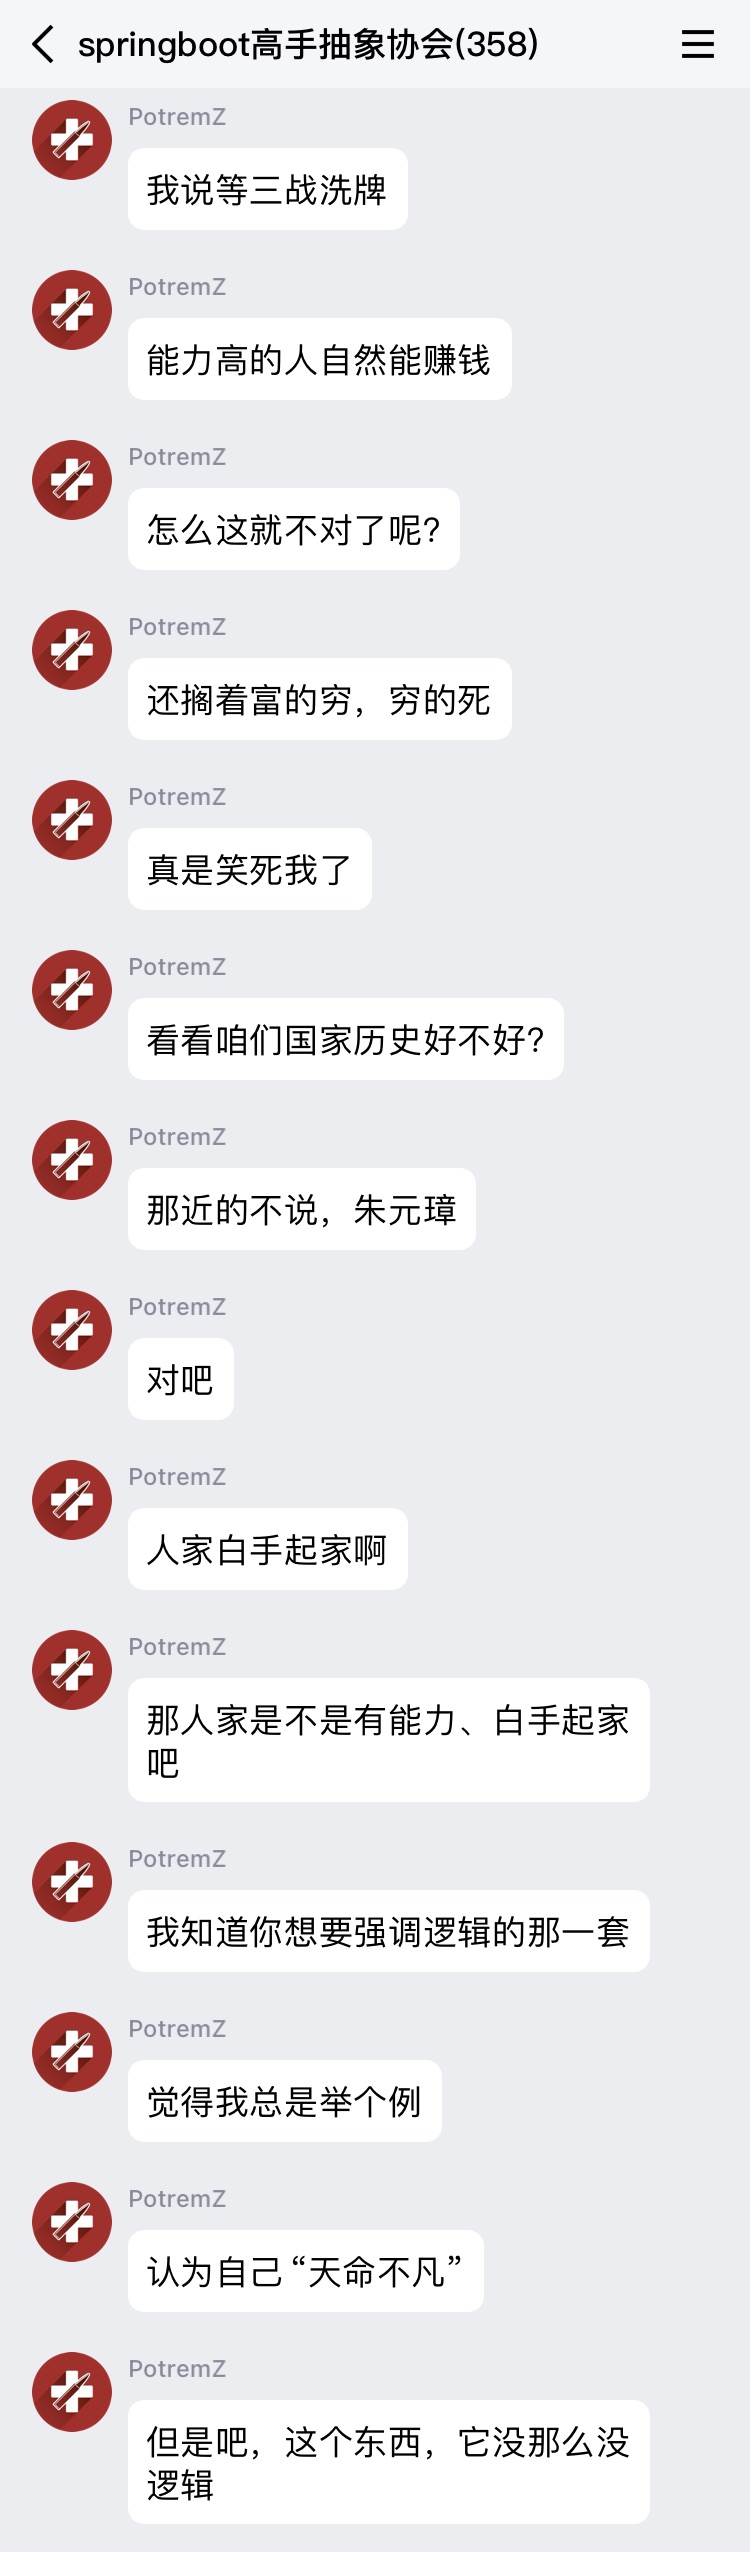 springboot高手抽象协会(358)
PotremZ
我说等三战洗牌
PotremZ
能力高的人自然能赚钱
PotremZ
怎么这就不对了呢?
PotremZ
还搁着富的穷，穷的死
PotremZ
真是笑死我了
PotremZ
看看咱们国家历史好不好?
PotremZ
那近的不说，朱元璋
PotremZ
对吧
PotremZ
人家白手起家啊
PotremZ
那人家是不是有能力、白手起家
吧
PotremZ
我知道你想要强调逻辑的那一套
PotremZ
觉得我总是举个例
PotremZ
认为自己“天命不凡”
PotremZ
但是吧，这个东西，它没那么没
逻辑